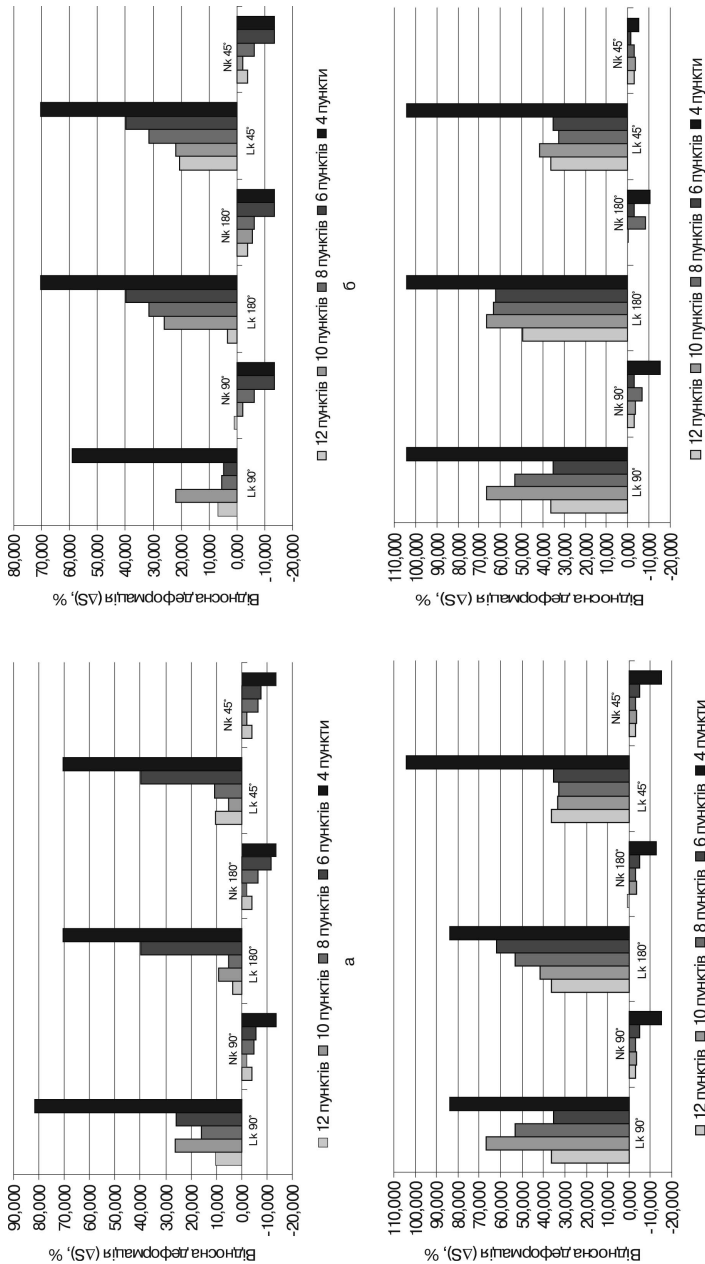 90,000
80,000
70,000
60,000
50,000
40,000
30,000
20,000
10,000
0,000
-10,000
-20,000
Відносна деформація (ΔS), %
Lk 90˚
Nk 90˚
Lk 180˚
Nk 180˚
Lk 45˚
Nk 45˚
12 пунктів 10 пунктів 8 пунктів 6 пунктів 4 пункти
а
80,000
70,000
60,000
50,000
40,000
30,000
20,000
10,000
0,000
-10,000
-20,000
Відносна деформація (ΔS), %
Lk 90˚
Nk 90˚
Lk 180˚
Nk 180˚
Lk 45˚
Nk 45˚
12 пунктів 10 пунктів 8 пунктів 6 пунктів 4 пункти
б
110,000
100,000
90,000
80,000
70,000
60,000
50,000
40,000
30,000
20,000
10,000
0,000
-10,000
-20,000
Відносна деформація (ΔS), %
Lk 90˚
Nk 90˚
Lk 180˚
Nk 180˚
Lk 45˚
Nk 45˚
12 пунктів 10 пунктів 8 пунктів 6 пунктів 4 пункти
110,000
100,000
90,000
80,000
70,000
60,000
50,000
40,000
30,000
20,000
10,000
0,000
-10,000
-20,000
Відносна деформація (ΔS), %
Lk 90˚
Nk 90˚
Lk 180˚
Nk 180˚
Lk 45˚
Nk 45˚
12 пунктів 10 пунктів 8 пунктів 6 пунктів 4 пункти